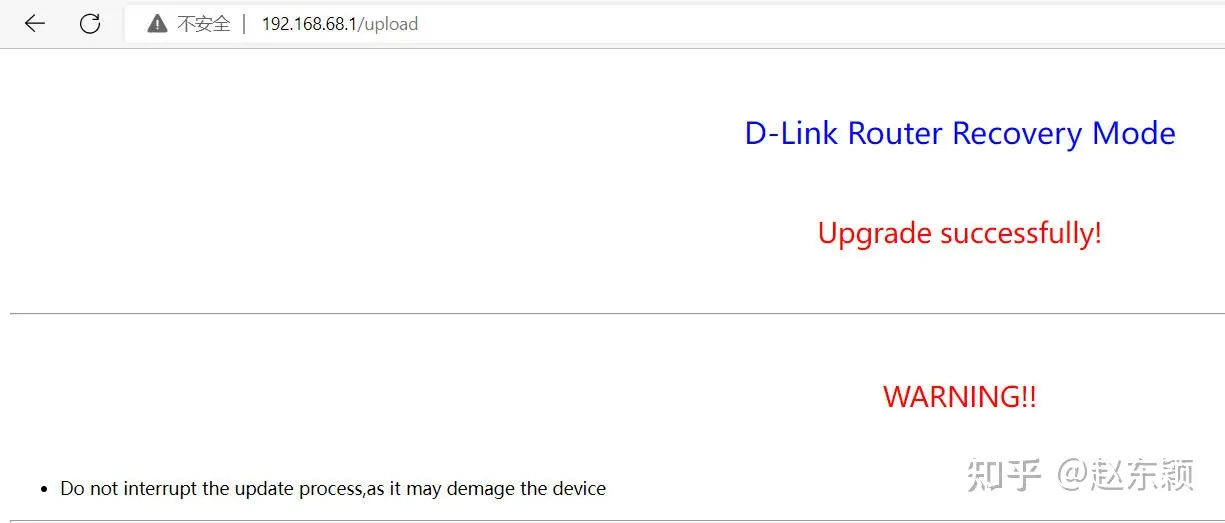 不安全 | 192.168.68.1/upload
D-Link Router Recovery Mode
Upgrade successfully!
WARNING!!
• Do not interrupt the update process,as it may demage the device
知乎 @赵东颖